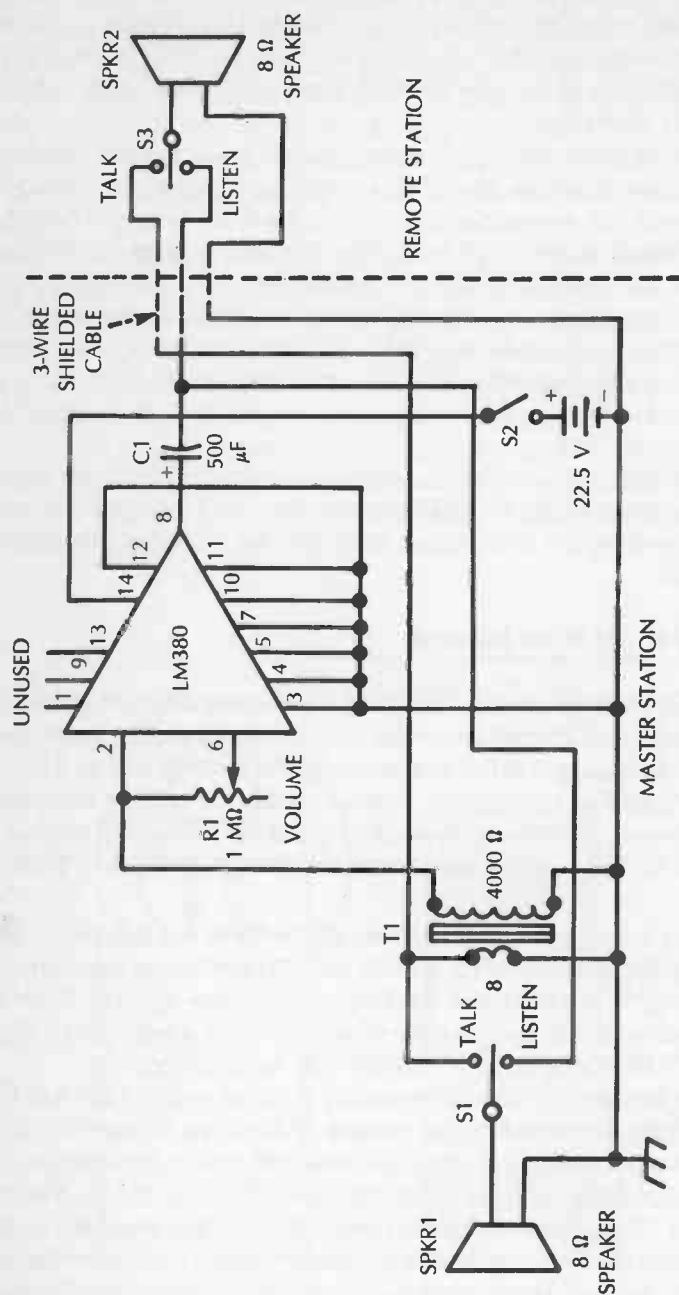 SPKR2
8 Ω
SPEAKER
S3
TALK
LISTEN
REMOTE STATION
3-WIRE
SHIELDED
CABLE
C1
+
500
μF
8
12
14
13
9
1
UNUSED
LM380
11
10
7
5
4
3
2
6
R1
1 MΩ
VOLUME
S2
+
−
22.5 V
MASTER STATION
T1
4000 Ω
8
TALK
LISTEN
S1
SPKR1
8 Ω
SPEAKER